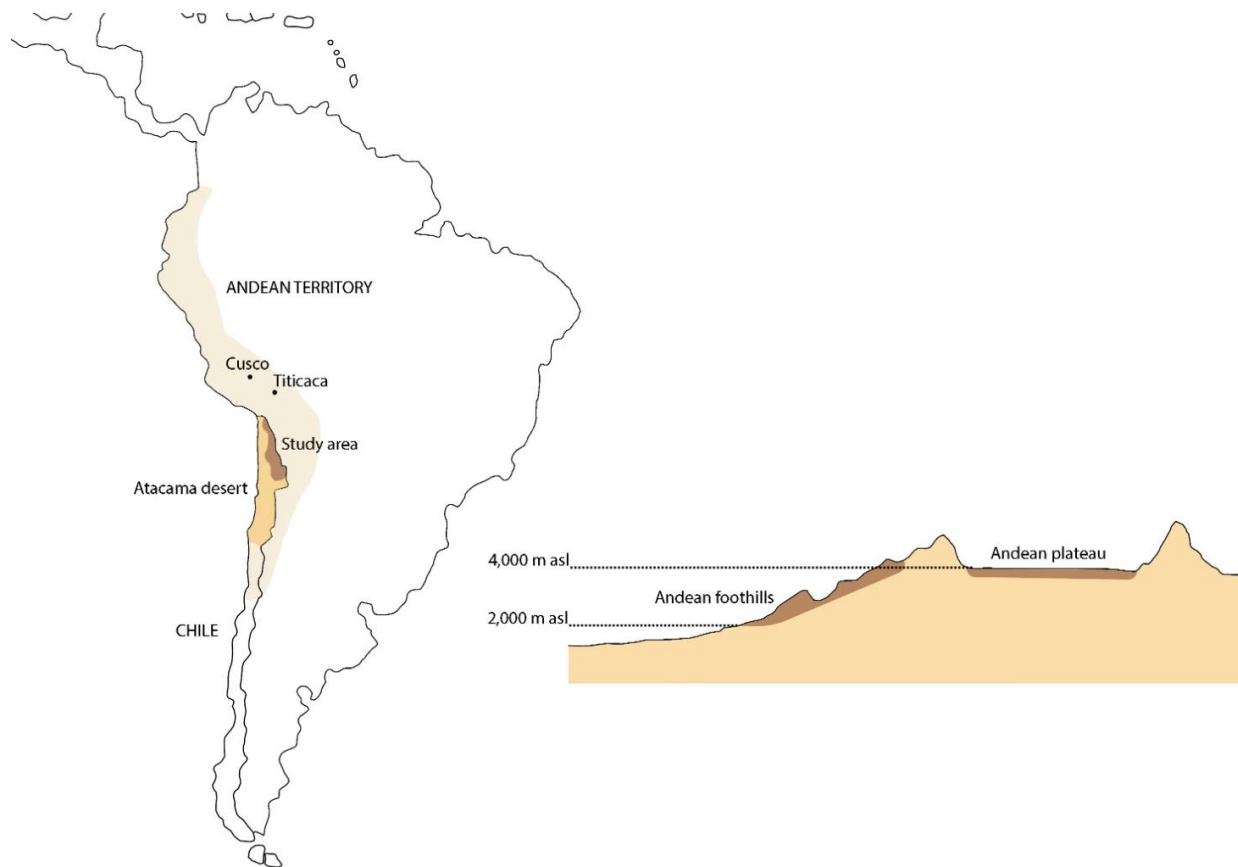 ANDEAN TERRITORY
Cusco
Titicaca
Study area
Atacama desert
CHILE
4,000 m asl
Andean plateau
Andean foothills
2,000 m asl